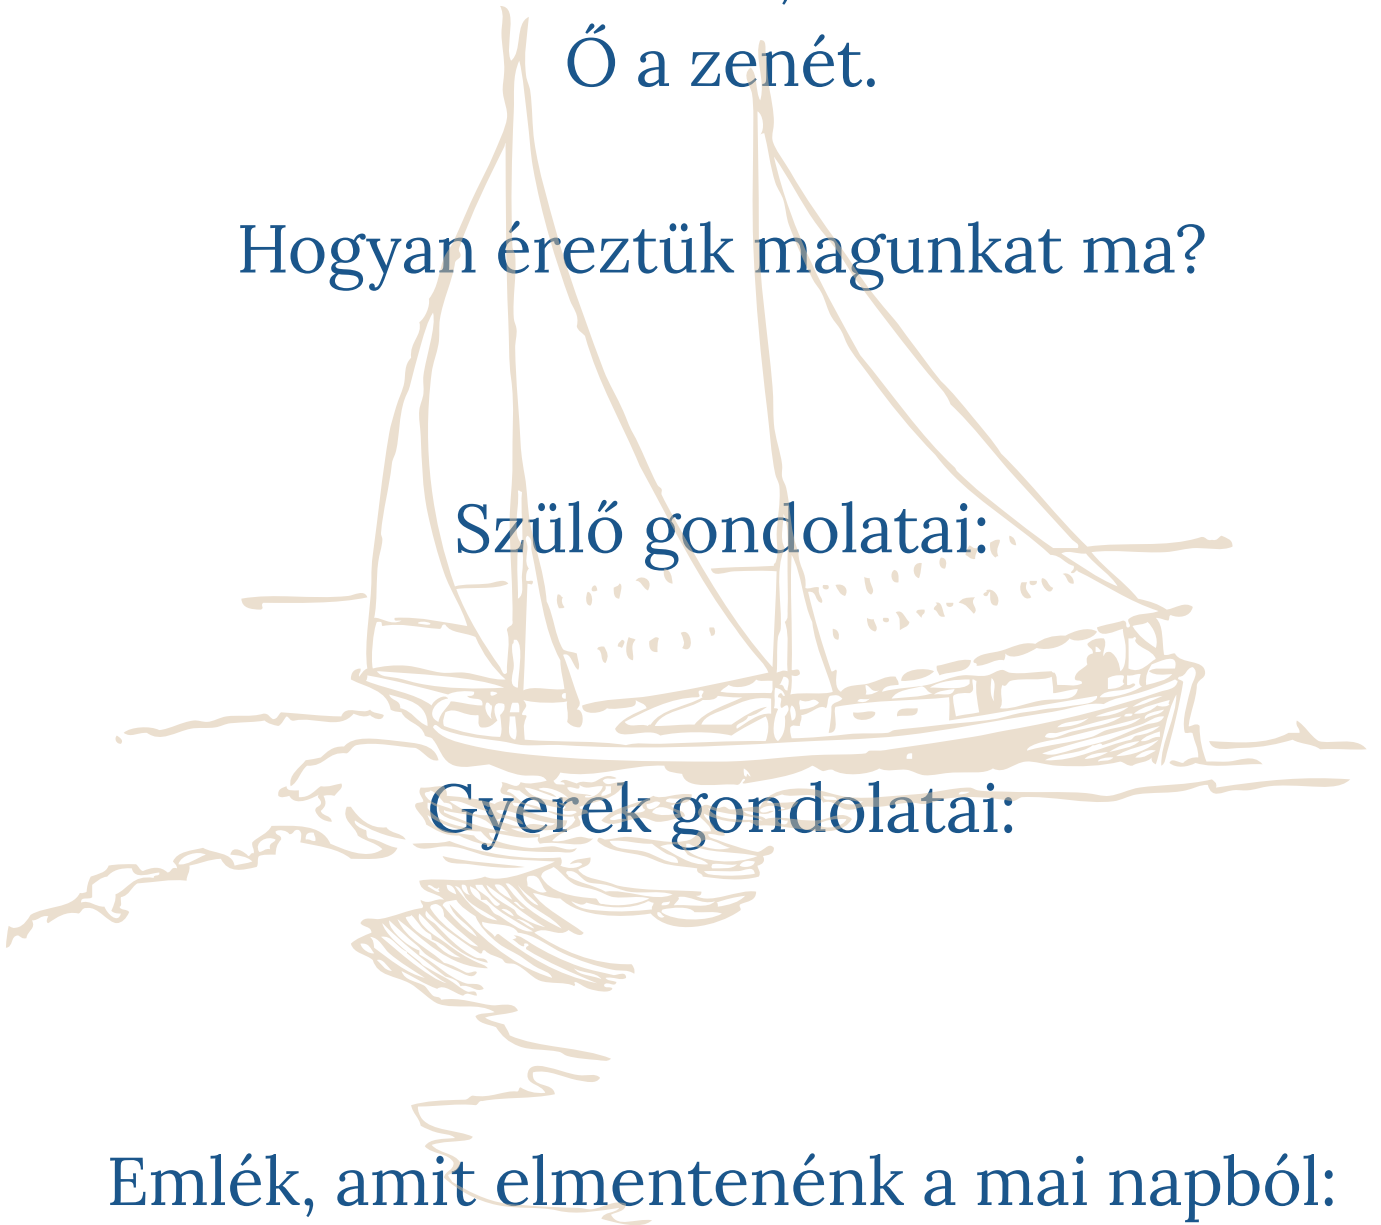 Ő a zenét.
Hogyan éreztük magunkat ma?
Szülő gondolatai:
Gyerek gondolatai:
Emlék, amit elmentenénk a mai napból: